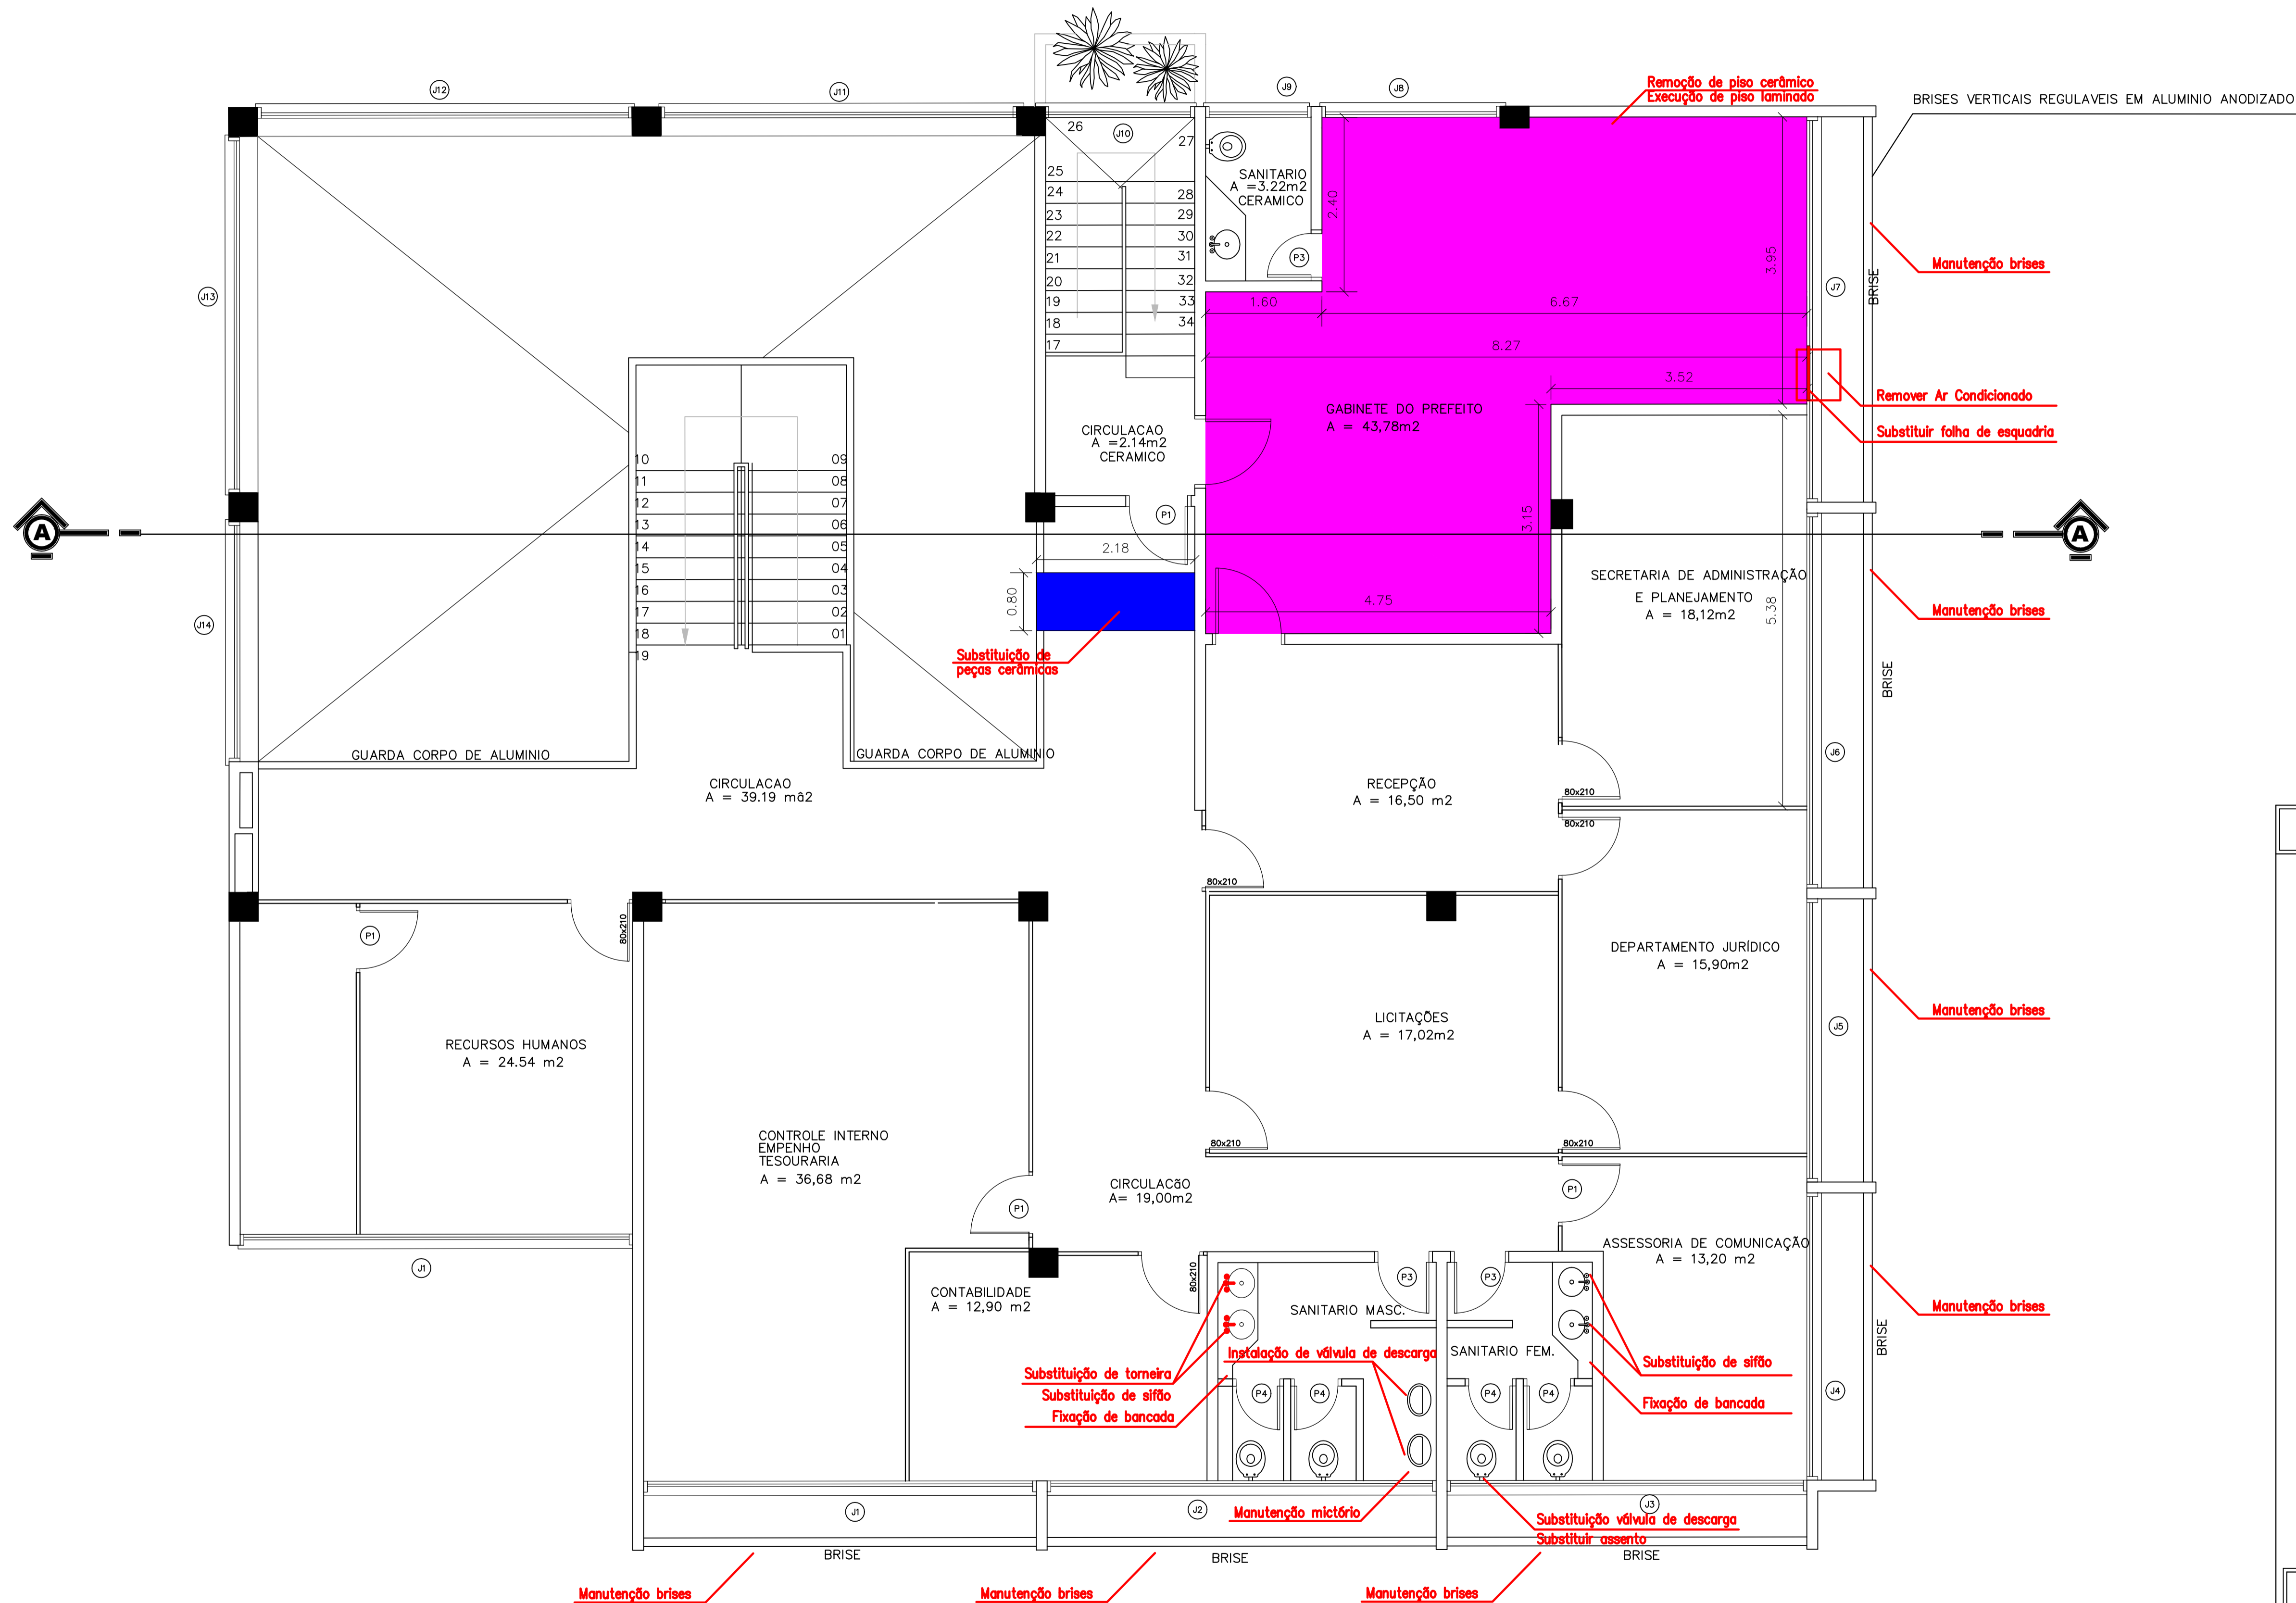 J12
J11
J9
J8
Remoção de piso cerâmico
Execução de piso laminado
BRISES VERTICAIS REGULAVEIS EM ALUMINIO ANODIZADO
26
J10
27
25
24
23
22
21
20
19
18
17
28
29
30
31
32
33
34
SANITARIO
A =3.22m2
CERAMICO
P3
2.40
3.95
1.60
6.67
8.27
3.52
J13
J7
BRISE
Manutenção brises
Remover Ar Condicionado
Substituir folha de esquadria
GABINETE DO PREFEITO
A = 43,78m2
CIRCULACAO
A =2.14m2
CERAMICO
P1
10
11
12
13
14
15
16
17
18
19
09
08
07
06
05
04
03
02
01
A
A
2.18
0.80
3.15
4.75
5.38
J14
SECRETARIA DE ADMINISTRAÇÃO
E PLANEJAMENTO
A = 18,12m2
Manutenção brises
BRISE
Substituição de
peças cerâmicas
GUARDA CORPO DE ALUMINIO
GUARDA CORPO DE ALUMINIO
CIRCULACAO
A = 39.19 mâ2
RECEPÇÃO
A = 16,50 m2
J6
80x210
80x210
80x210
P1
80x210
DEPARTAMENTO JURÍDICO
A = 15,90m2
Manutenção brises
J5
LICITAÇÕES
A = 17,02m2
RECURSOS HUMANOS
A = 24.54 m2
CONTROLE INTERNO
EMPENHO
TESOURARIA
A = 36,68 m2
80x210
80x210
CIRCULACãO
A= 19,00m2
P1
P1
ASSESSORIA DE COMUNICAÇÃO
A = 13,20 m2
J1
CONTABILIDADE
A = 12,90 m2
80x210
P3
P3
SANITARIO MASC.
SANITARIO FEM.
Manutenção brises
BRISE
Instalação de válvula de descarga
Substituição de torneira
Substituição de sifão
Fixação de bancada
Substituição de sifão
Fixação de bancada
P4
P4
P4
P4
J4
J1
J2
J3
Manutenção mictório
Substituição válvula de descarga
Substituir assento
BRISE
BRISE
BRISE
Manutenção brises
Manutenção brises
Manutenção brises